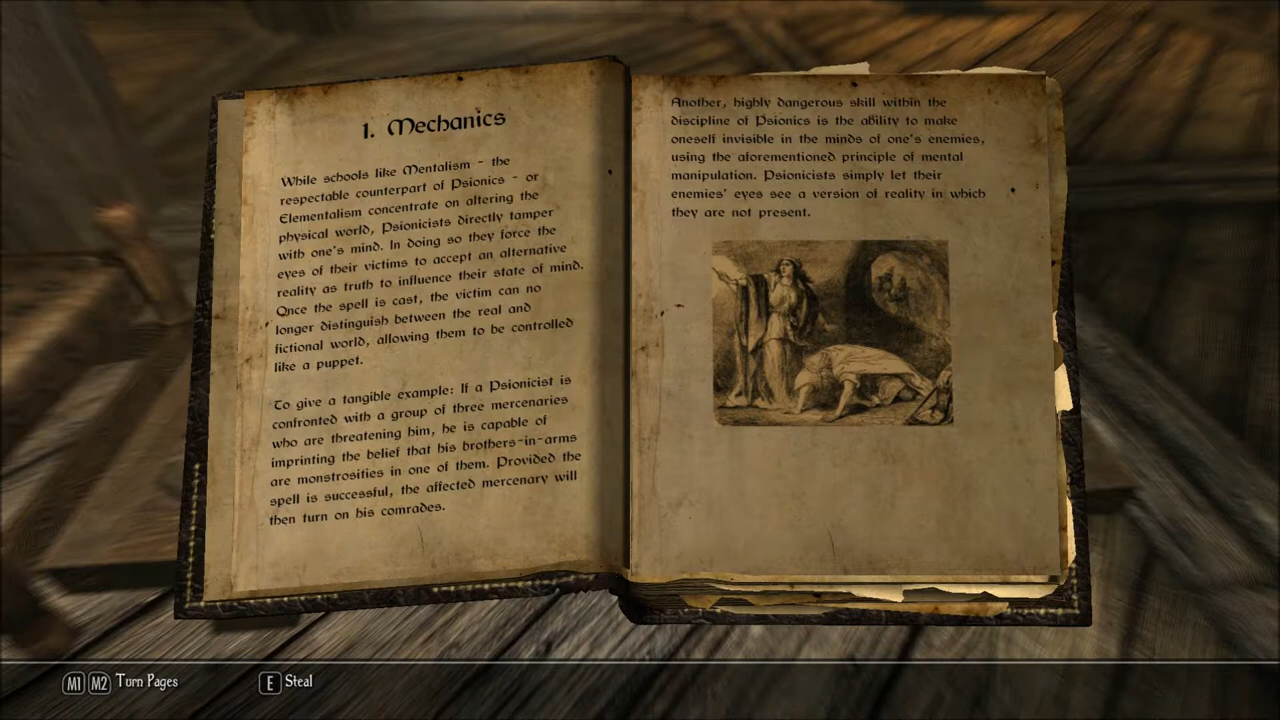 1. Mechanics
While schools like Mentalism - the
respectable counterpart of Psionics - or
Elementalism concentrate on altering the
physical world, Psionicists directly tamper
with one's mind. In doing so they force the
eyes of their victims to accept an alternative
reality as truth to influence their state of mind.
Once the spell is cast, the victim can no
longer distinguish between the real and
fictional world, allowing them to be controlled
like a puppet.
To give a tangible example: If a Psionicist is
confronted with a group of three mercenaries
who are threatening him, he is capable of
imprinting the belief that his brothers-in-arms
are monstrosities in one of them. Provided the
spell is successful, the affected mercenary will
then turn on his comrades.
Another, highly dangerous skill within the
discipline of Psionics is the ability to make
oneself invisible in the minds of one's enemies,
using the aforementioned principle of mental
manipulation. Psionicists simply let their
enemies' eyes see a version of reality in which
they are not present.
M1 M2 Turn Pages
E Steal